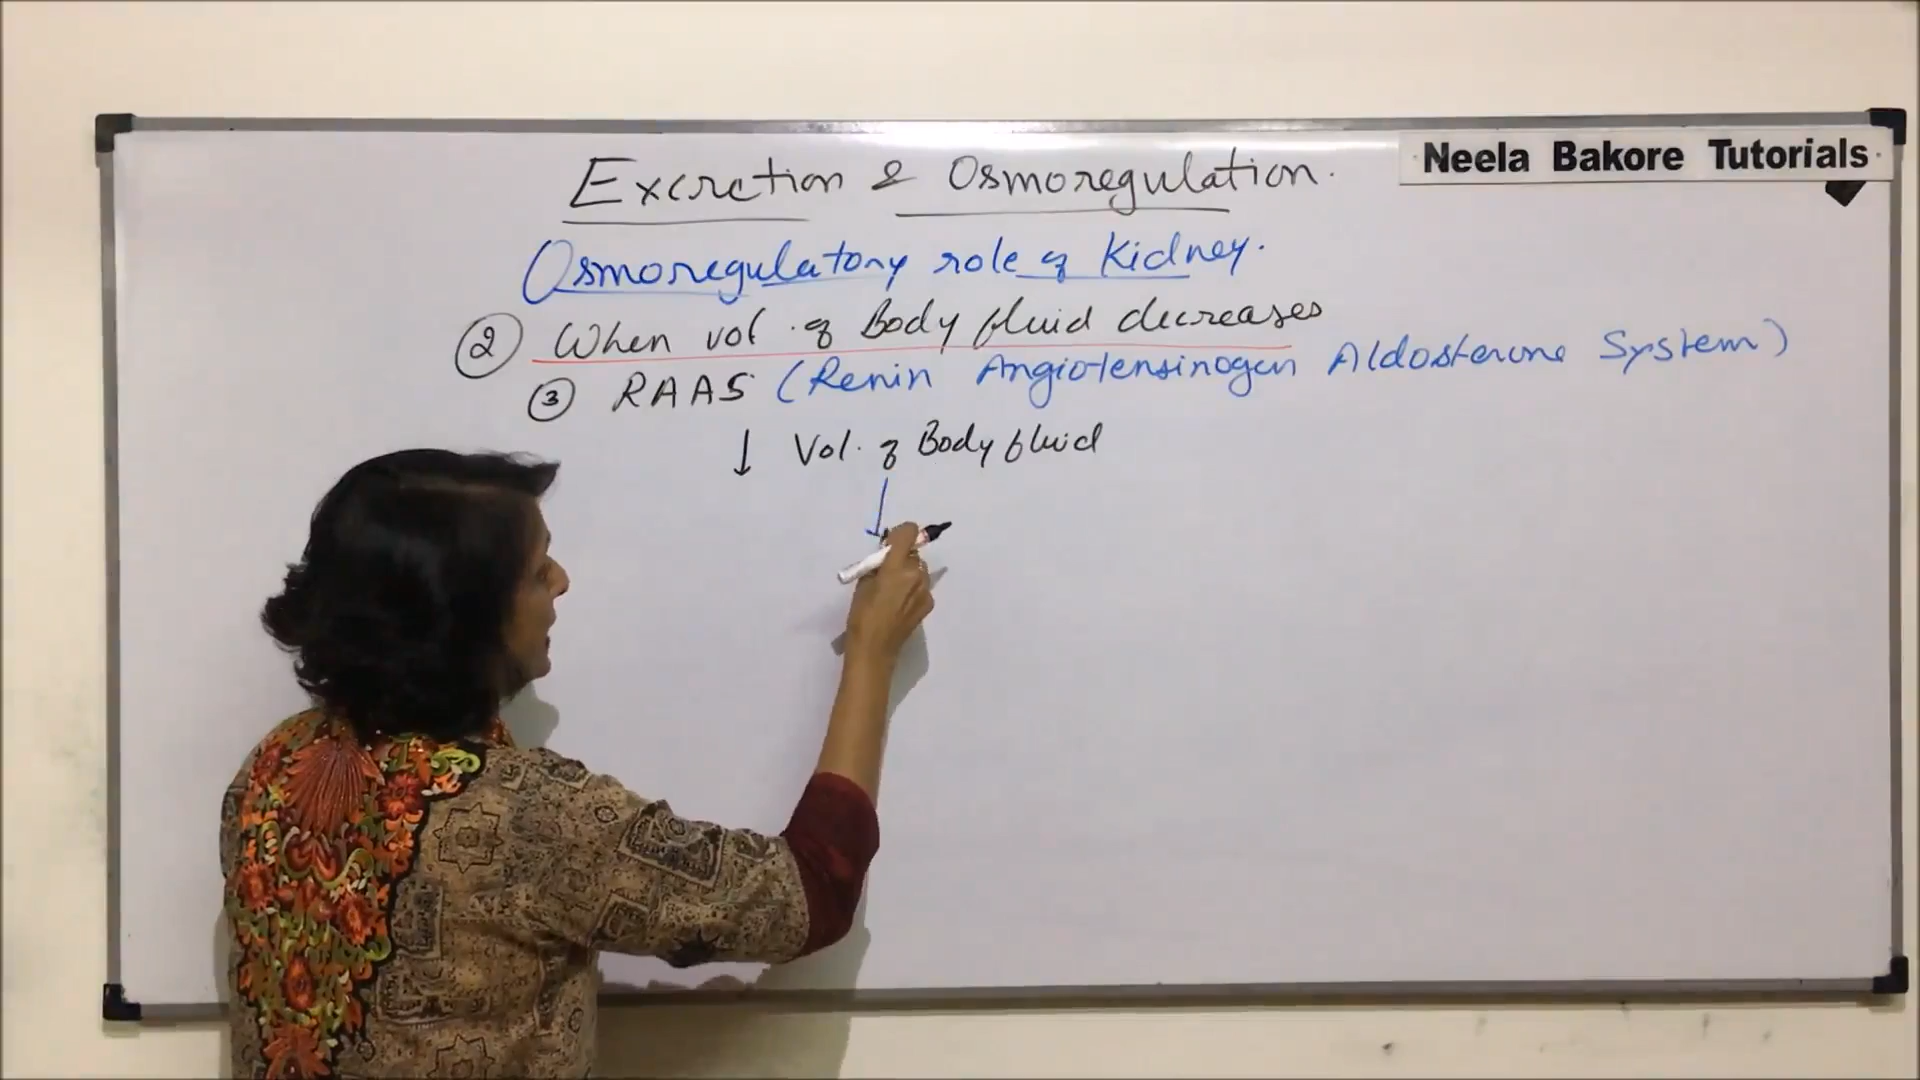 Neela Bakore Tutorials
Excretion & Osmoregulation.
Osmoregulatory role of Kidney.
② When vol. of Body fluid decreases
③ RAAS (Renin Angiotensinogen Aldosterone System)
↓ Vol. of Body fluid
↓